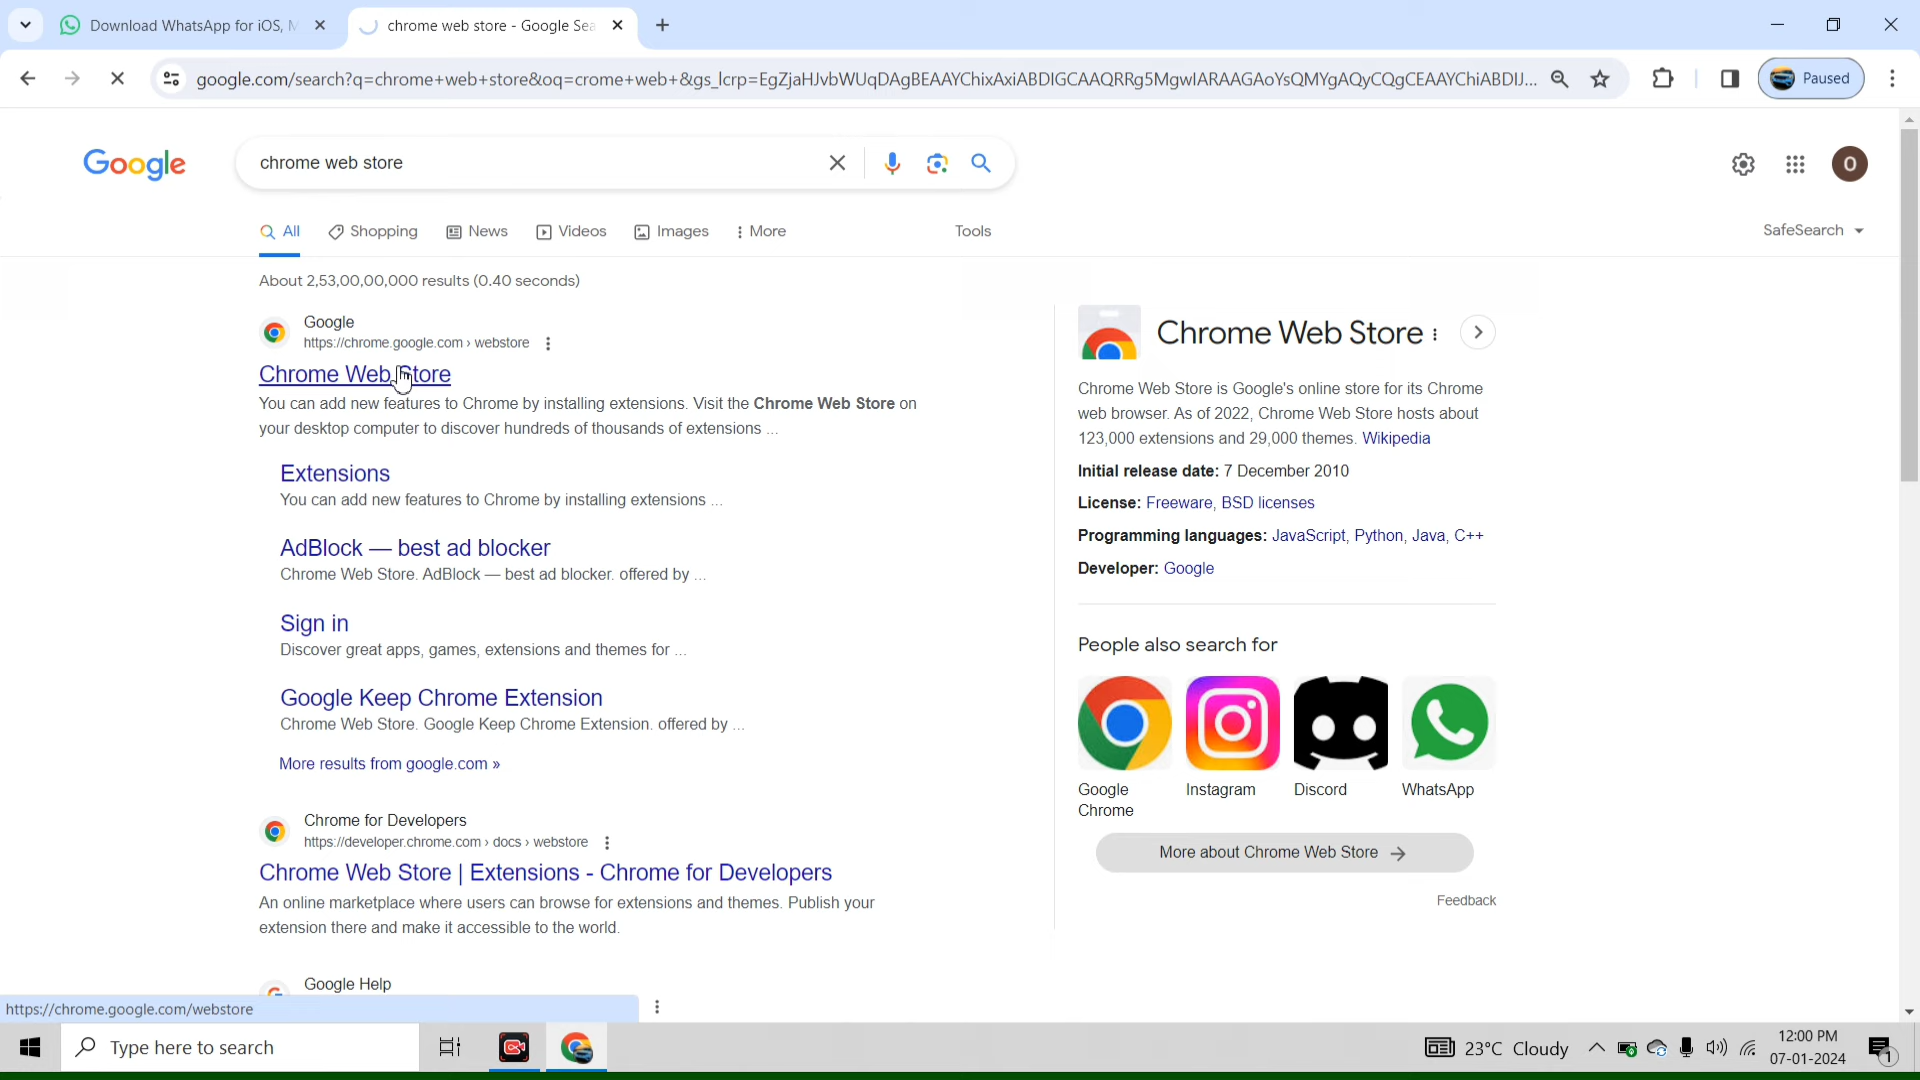 Download WhatsApp for iOS, M
chrome web store - Google Sea
google.com/search?q=chrome+web+store&oq=crome+web+&gs_lcrp=EgZjaHJvbWUqDAgBEAAYChixAxiABDIGCAAQRRg5MgwIARAAGAoYsQMYgAQyCQgCEAAYChiABDIJ...
Paused
Google
chrome web store
O
All
Shopping
News
Videos
Images
More
Tools
SafeSearch
About 2,53,00,00,000 results (0.40 seconds)
Google
https://chrome.google.com › webstore
Chrome Web Store
You can add new features to Chrome by installing extensions. Visit the Chrome Web Store on
your desktop computer to discover hundreds of thousands of extensions ...
Extensions
You can add new features to Chrome by installing extensions ...
AdBlock — best ad blocker
Chrome Web Store. AdBlock — best ad blocker. offered by ...
Sign in
Discover great apps, games, extensions and themes for ...
Google Keep Chrome Extension
Chrome Web Store. Google Keep Chrome Extension. offered by ...
More results from google.com »
Chrome for Developers
https://developer.chrome.com › docs › webstore
Chrome Web Store | Extensions - Chrome for Developers
An online marketplace where users can browse for extensions and themes. Publish your
extension there and make it accessible to the world.
Google Help
Chrome Web Store
Chrome Web Store is Google's online store for its Chrome
web browser. As of 2022, Chrome Web Store hosts about
123,000 extensions and 29,000 themes. Wikipedia
Initial release date: 7 December 2010
License: Freeware, BSD licenses
Programming languages: JavaScript, Python, Java, C++
Developer: Google
People also search for
Google
Chrome
Instagram
Discord
WhatsApp
More about Chrome Web Store
Feedback
https://chrome.google.com/webstore
Type here to search
23°C Cloudy
12:00 PM
07-01-2024
1